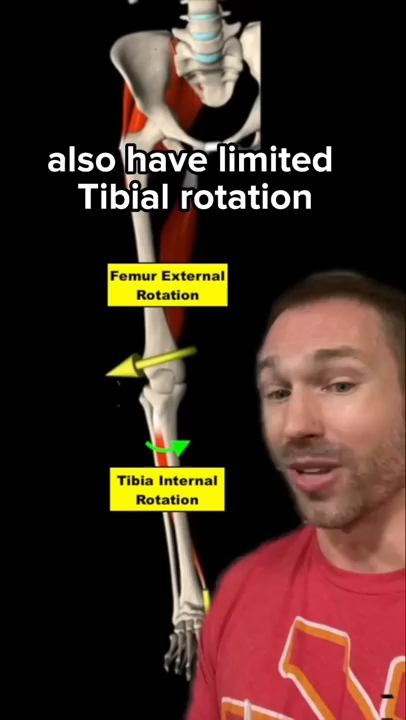 also have limited
Tibial rotation
Femur External
Rotation
Tibia Internal
Rotation